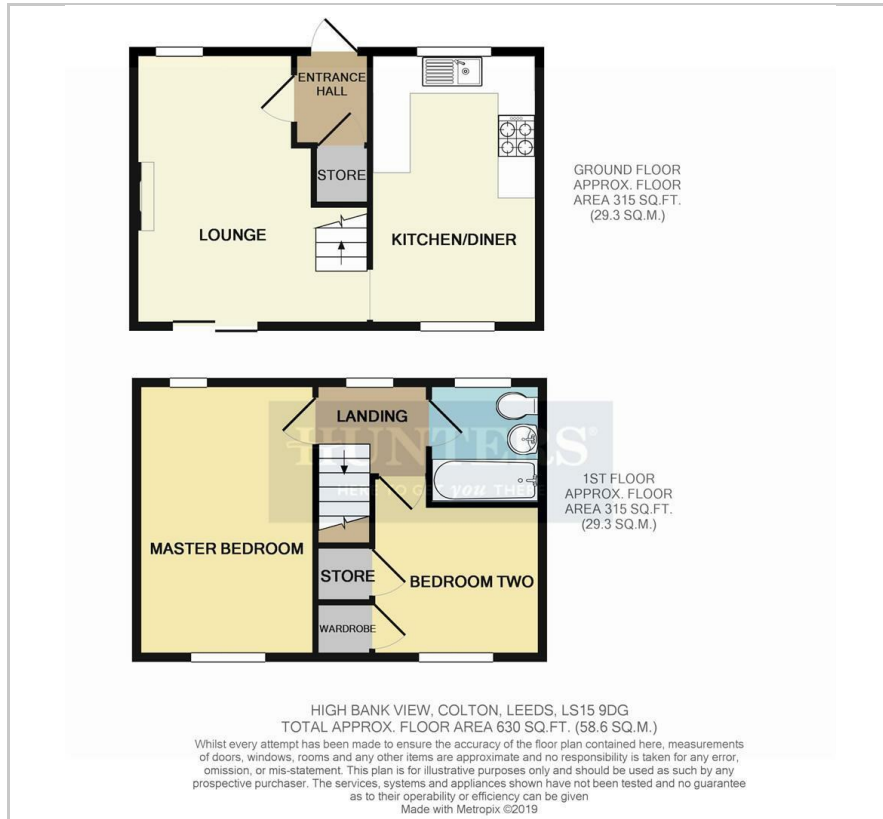 ENTRANCE
HALL
STORE
LOUNGE
KITCHEN/DINER
GROUND FLOOR
APPROX. FLOOR
AREA 315 SQ.FT.
(29.3 SQ.M.)
LANDING
HUNTERS®
HERE TO GET you THERE
MASTER BEDROOM
STORE
BEDROOM TWO
WARDROBE
1ST FLOOR
APPROX. FLOOR
AREA 315 SQ.FT.
(29.3 SQ.M.)
HIGH BANK VIEW, COLTON, LEEDS, LS15 9DG
TOTAL APPROX. FLOOR AREA 630 SQ.FT. (58.6 SQ.M.)
Whilst every attempt has been made to ensure the accuracy of the floor plan contained here, measurements
of doors, windows, rooms and any other items are approximate and no responsibility is taken for any error,
omission, or mis-statement. This plan is for illustrative purposes only and should be used as such by any
prospective purchaser. The services, systems and appliances shown have not been tested and no guarantee
as to their operability or efficiency can be given
Made with Metropix ©2019